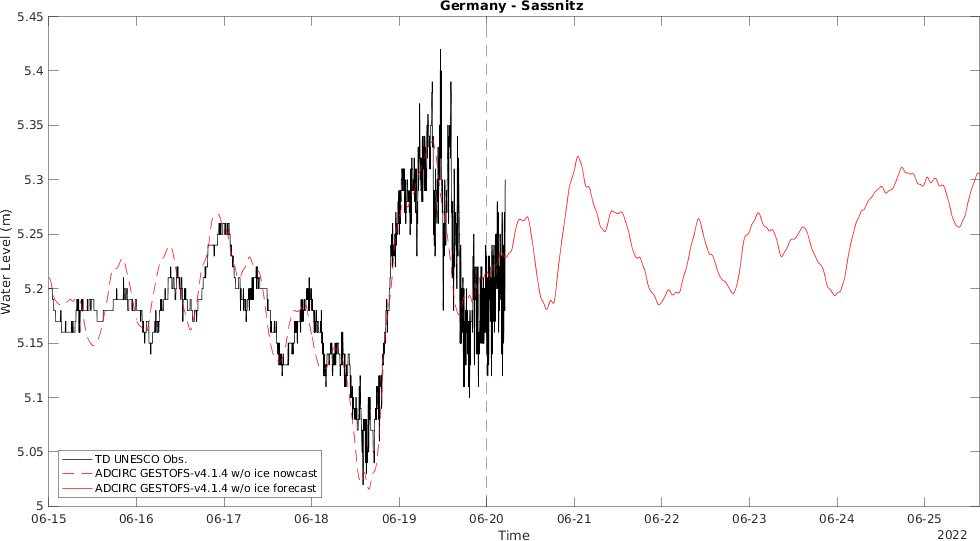 Germany - Sassnitz
5.45
5.4
5.35
5.3
5.25
5.2
5.15
5.1
5.05
5
Water Level (m)
TD UNESCO Obs.
ADCIRC GESTOFS-v4.1.4 w/o ice nowcast
ADCIRC GESTOFS-v4.1.4 w/o ice forecast
06-15 06-16 06-17 06-18 06-19 06-20 06-21 06-22 06-23 06-24 06-25
Time
2022